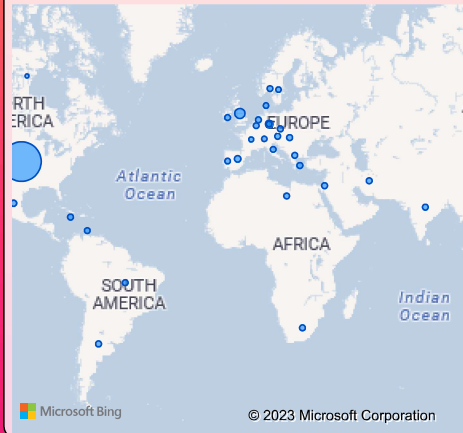 RTH
ERICA
EUROPE
Atlantic
Ocean
AFRICA
SOUTH
AMERICA
Indian
Ocean
Microsoft Bing
© 2023 Microsoft Corporation